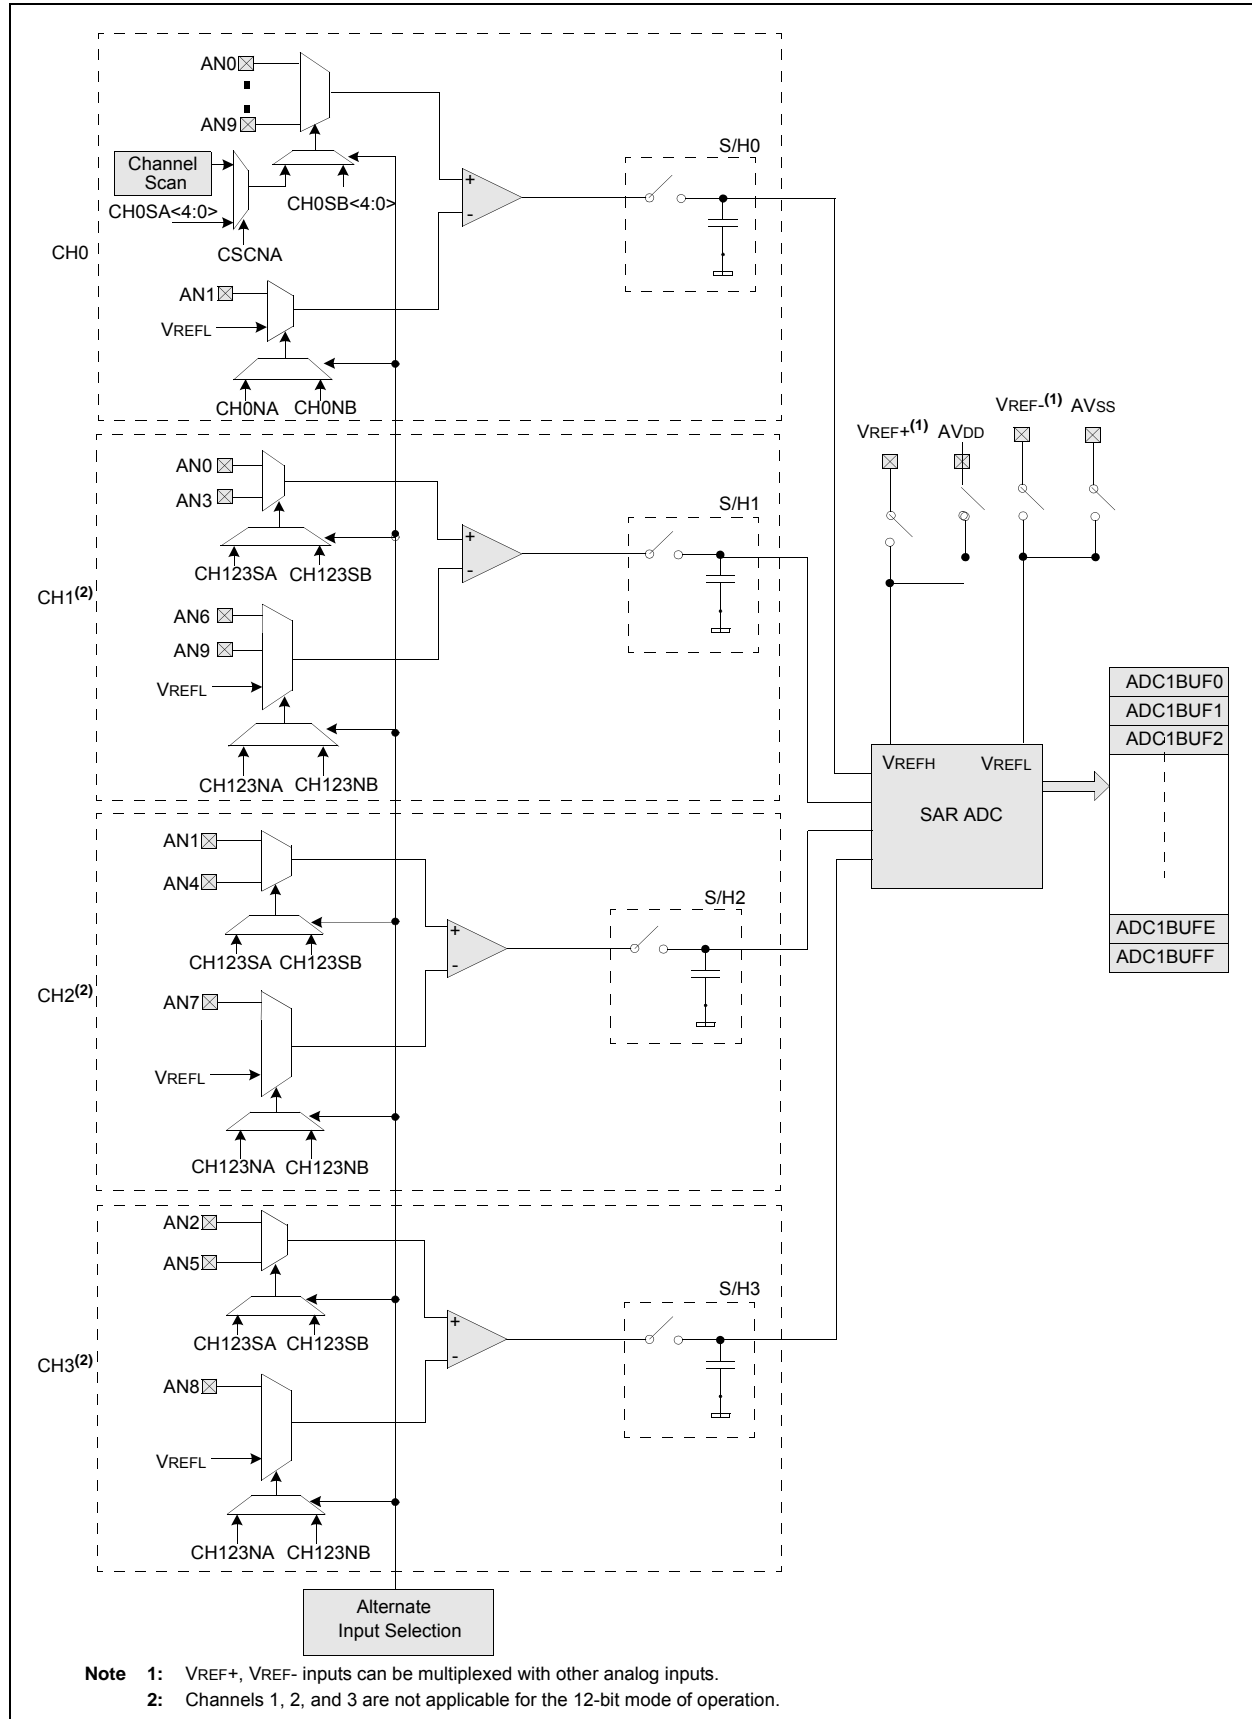 AN0
AN9
Channel
Scan
CH0SA<4:0>
CH0SB<4:0>
CSCNA
CH0
AN1
VREFL
CH0NA
CH0NB
+
-
S/H0
AN0
AN3
CH123SA
CH123SB
CH1(2)
AN6
AN9
VREFL
CH123NA
CH123NB
+
-
S/H1
AN1
AN4
CH123SA
CH123SB
CH2(2)
AN7
VREFL
CH123NA
CH123NB
+
-
S/H2
AN2
AN5
CH123SA
CH123SB
CH3(2)
AN8
VREFL
CH123NA
CH123NB
+
-
S/H3
VREF+(1)
AVDD
VREF-(1)
AVSS
VREFH
VREFL
SAR ADC
ADC1BUF0
ADC1BUF1
ADC1BUF2
ADC1BUFE
ADC1BUFF
Alternate
Input Selection
Note 1: VREF+, VREF- inputs can be multiplexed with other analog inputs.
2: Channels 1, 2, and 3 are not applicable for the 12-bit mode of operation.